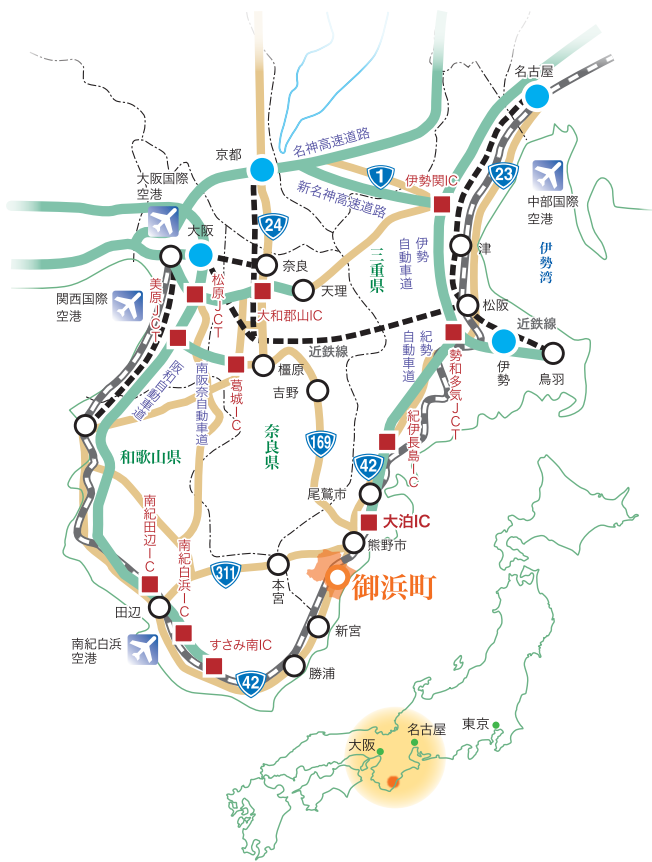 名古屋
京都
名神高速道路
1
伊勢関IC
23
大阪国際
空港
中部国際
空港
新名神高速道路
24
大阪
津
伊勢湾
伊勢
自動車道
三重県
奈良
天理
松阪
関西国際
空港
美原JCT
松原JCT
大和郡山IC
近鉄線
近鉄線
紀勢
自動車道
伊勢
鳥羽
勢和多気JCT
橿原
吉野
阪和自動車道
南阪奈自動車道
葛城IC
紀伊長島IC
和歌山県
奈良県
169
42
尾鷲市
大泊IC
熊野市
南紀田辺IC
南紀白浜IC
311
本宮
御浜町
田辺
新宮
南紀白浜
空港
すさみ南IC
42
勝浦
東京
名古屋
大阪